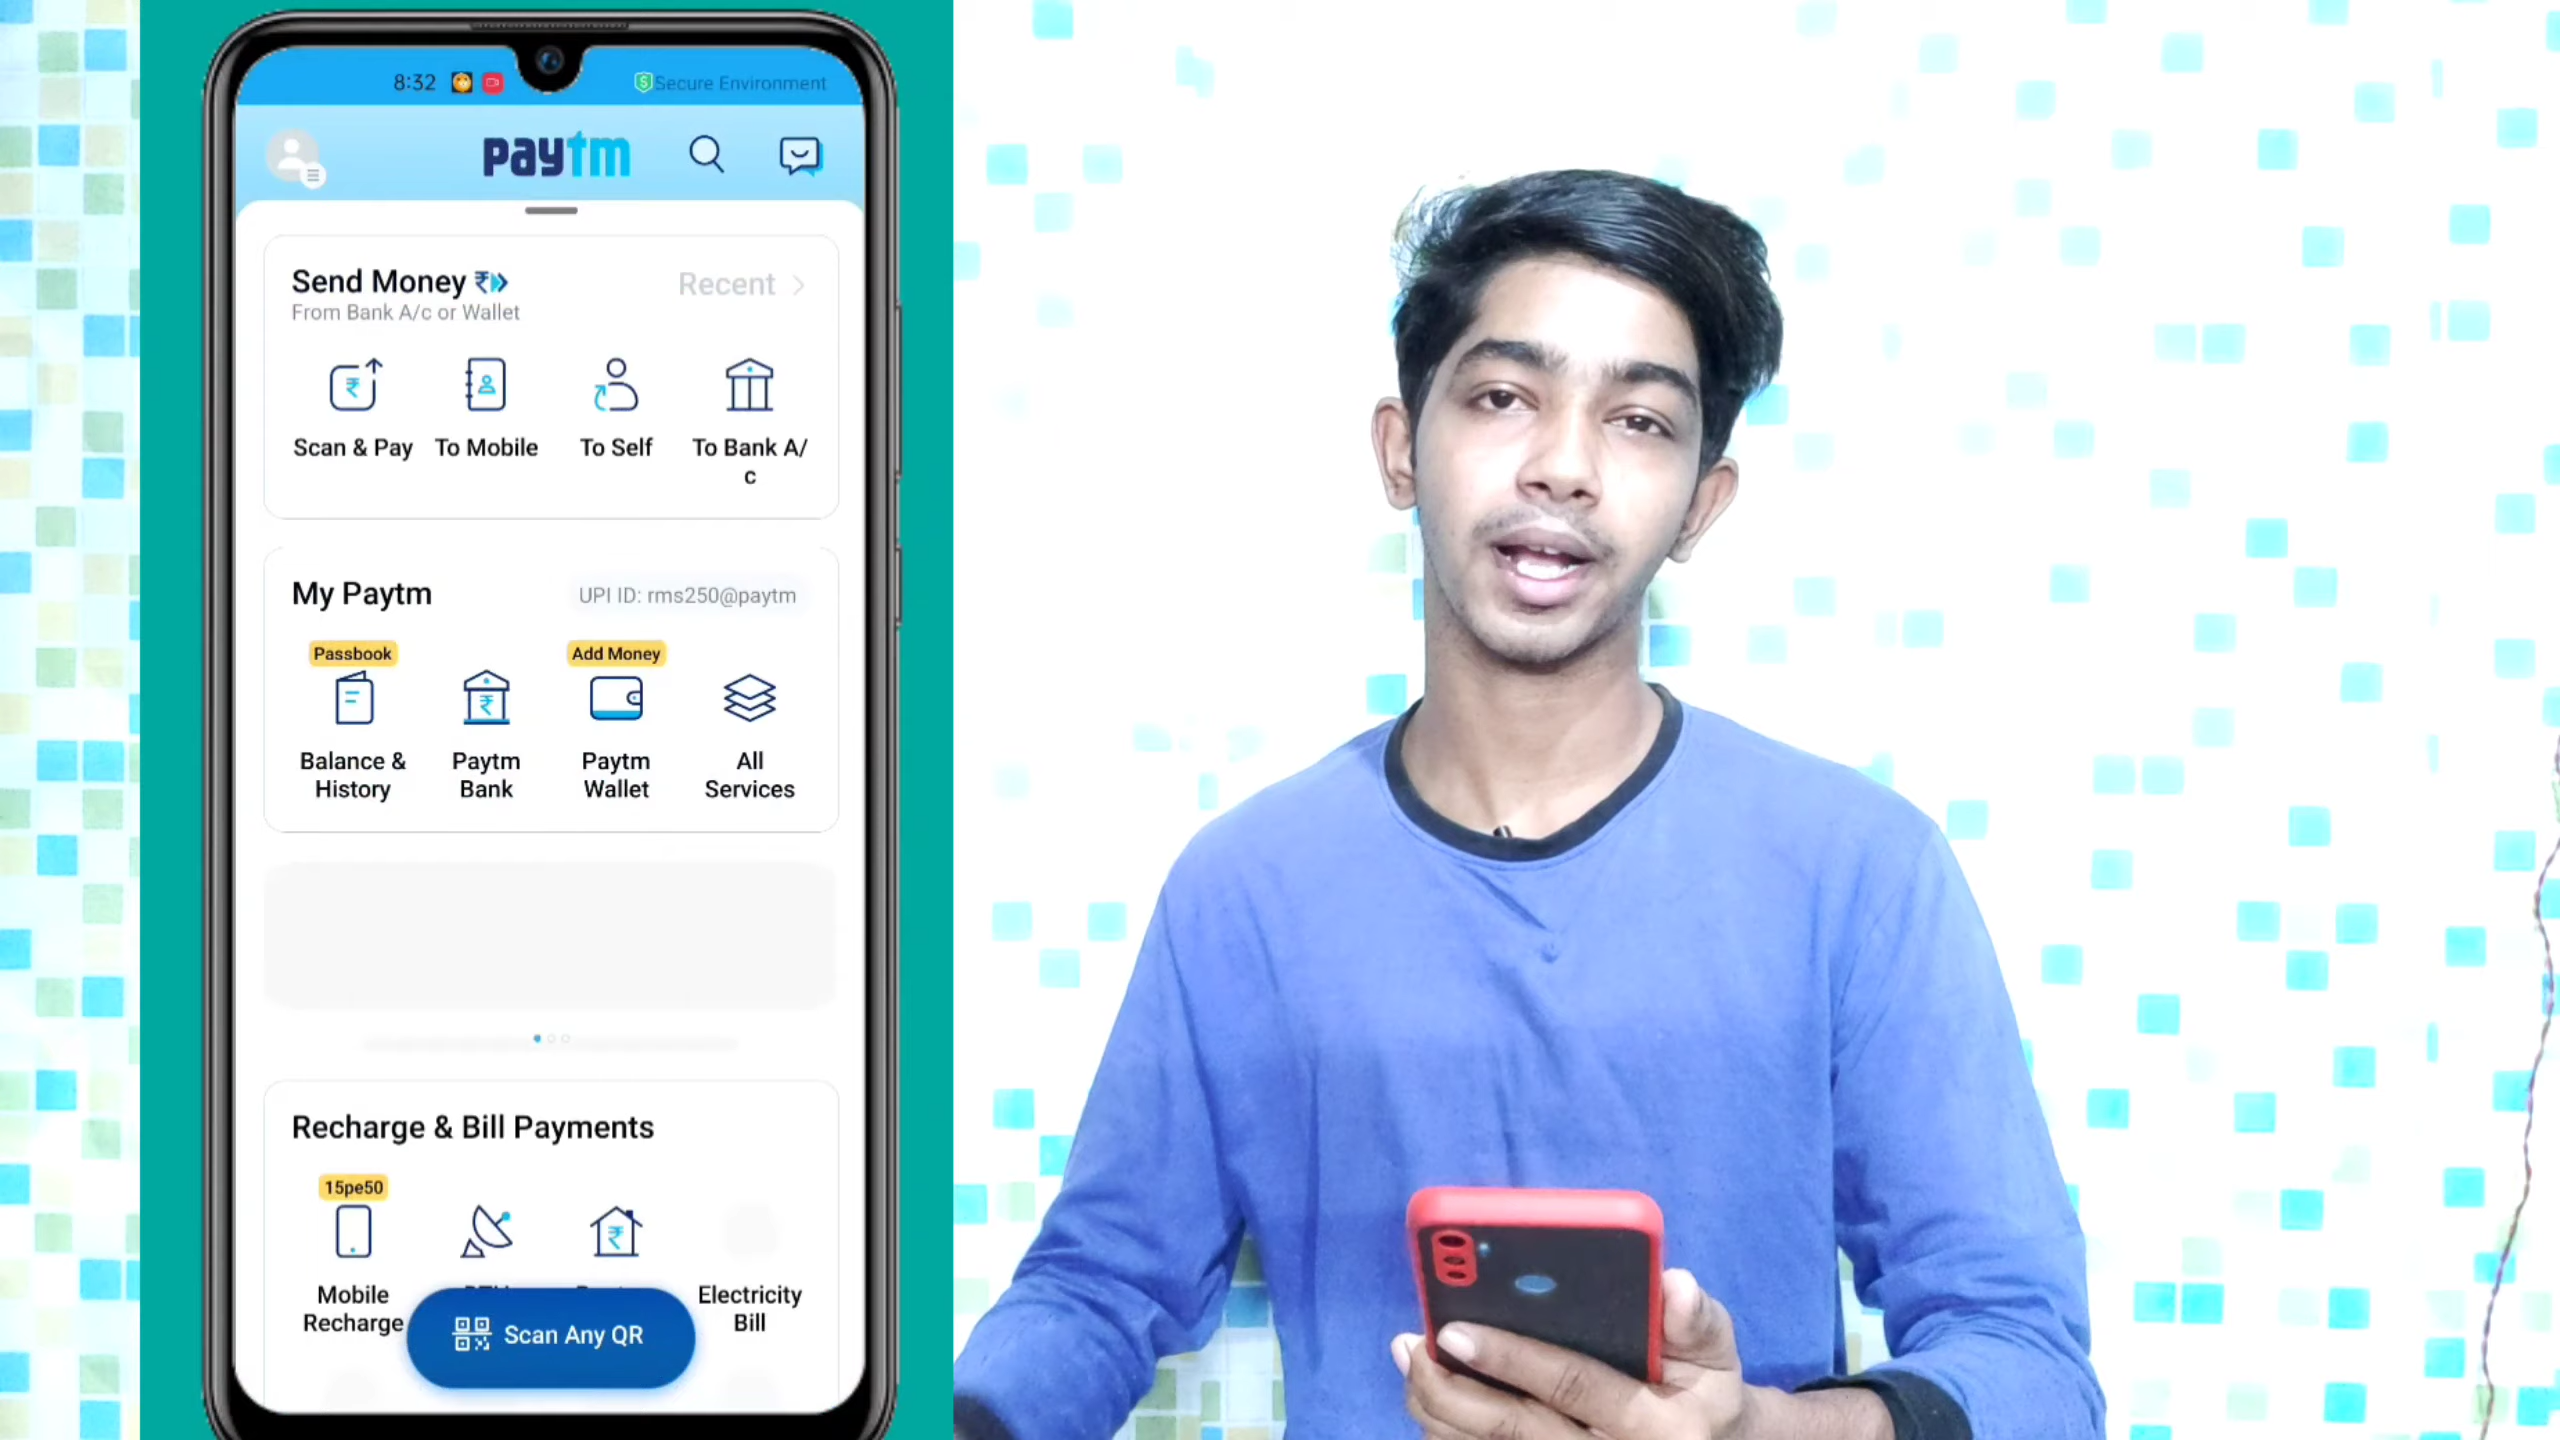 8:32
Secure Environment
paytm
Send Money
Recent
From Bank A/c or Wallet
Scan & Pay
To Mobile
To Self
To Bank A/
c
My Paytm
UPI ID: rms250@paytm
Passbook
Add Money
Balance &
History
Paytm
Bank
Paytm
Wallet
All
Services
Recharge & Bill Payments
15pe50
Mobile
Recharge
Electricity
Bill
Scan Any QR